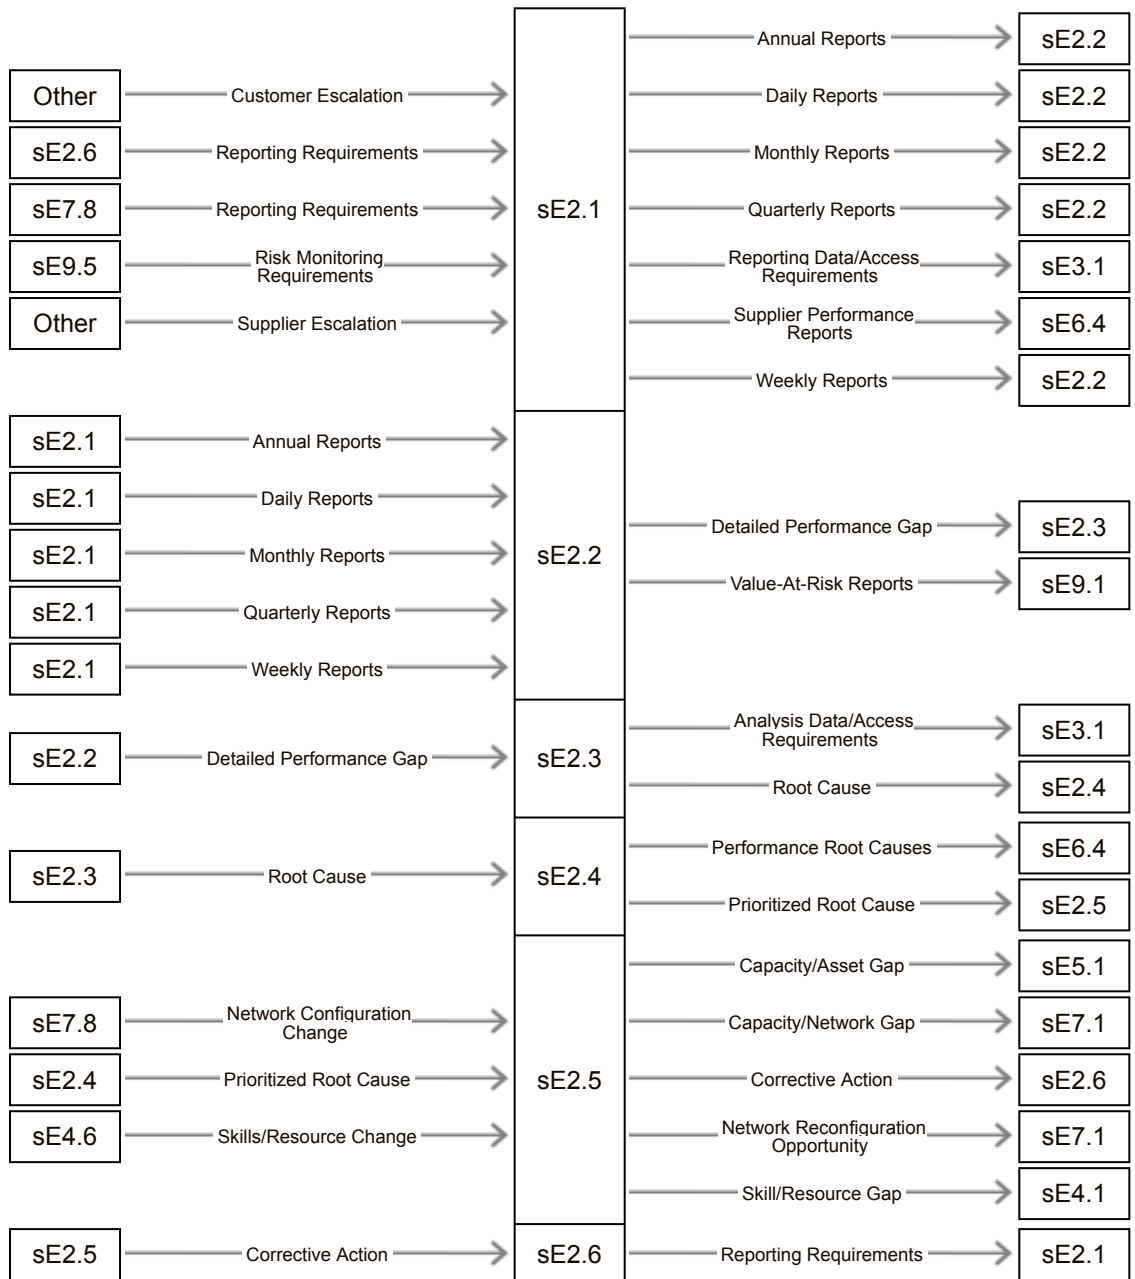 Annual Reports
sE2.2
Other
Customer Escalation
Daily Reports
sE2.2
sE2.6
Reporting Requirements
Monthly Reports
sE2.2
sE7.8
Reporting Requirements
sE2.1
Quarterly Reports
sE2.2
sE9.5
Risk Monitoring
Requirements
Reporting Data/Access
Requirements
sE3.1
Other
Supplier Escalation
Supplier Performance
Reports
sE6.4
Weekly Reports
sE2.2
sE2.1
Annual Reports
sE2.1
Daily Reports
Detailed Performance Gap
sE2.3
sE2.1
Monthly Reports
sE2.2
Value-At-Risk Reports
sE9.1
sE2.1
Quarterly Reports
sE2.1
Weekly Reports
Analysis Data/Access
Requirements
sE3.1
sE2.2
Detailed Performance Gap
sE2.3
Root Cause
sE2.4
Performance Root Causes
sE6.4
sE2.3
Root Cause
sE2.4
Prioritized Root Cause
sE2.5
Capacity/Asset Gap
sE5.1
sE7.8
Network Configuration
Change
Capacity/Network Gap
sE7.1
sE2.4
Prioritized Root Cause
sE2.5
Corrective Action
sE2.6
sE4.6
Skills/Resource Change
Network Reconfiguration
Opportunity
sE7.1
Skill/Resource Gap
sE4.1
sE2.5
Corrective Action
sE2.6
Reporting Requirements
sE2.1